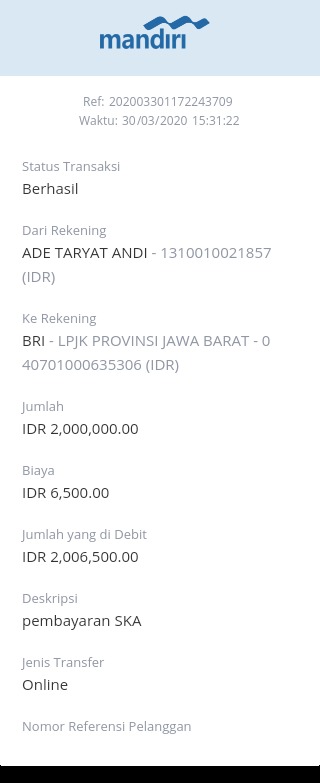 mandiri
Ref: 202003301172243709
Waktu: 30/03/2020 15:31:22
Status Transaksi
Berhasil
Dari Rekening
ADE TARYAT ANDI - 1310010021857
(IDR)
Ke Rekening
BRI - LPJK PROVINSI JAWA BARAT - 0
40701000635306 (IDR)
Jumlah
IDR 2,000,000.00
Biaya
IDR 6,500.00
Jumlah yang di Debit
IDR 2,006,500.00
Deskripsi
pembayaran SKA
Jenis Transfer
Online
Nomor Referensi Pelanggan